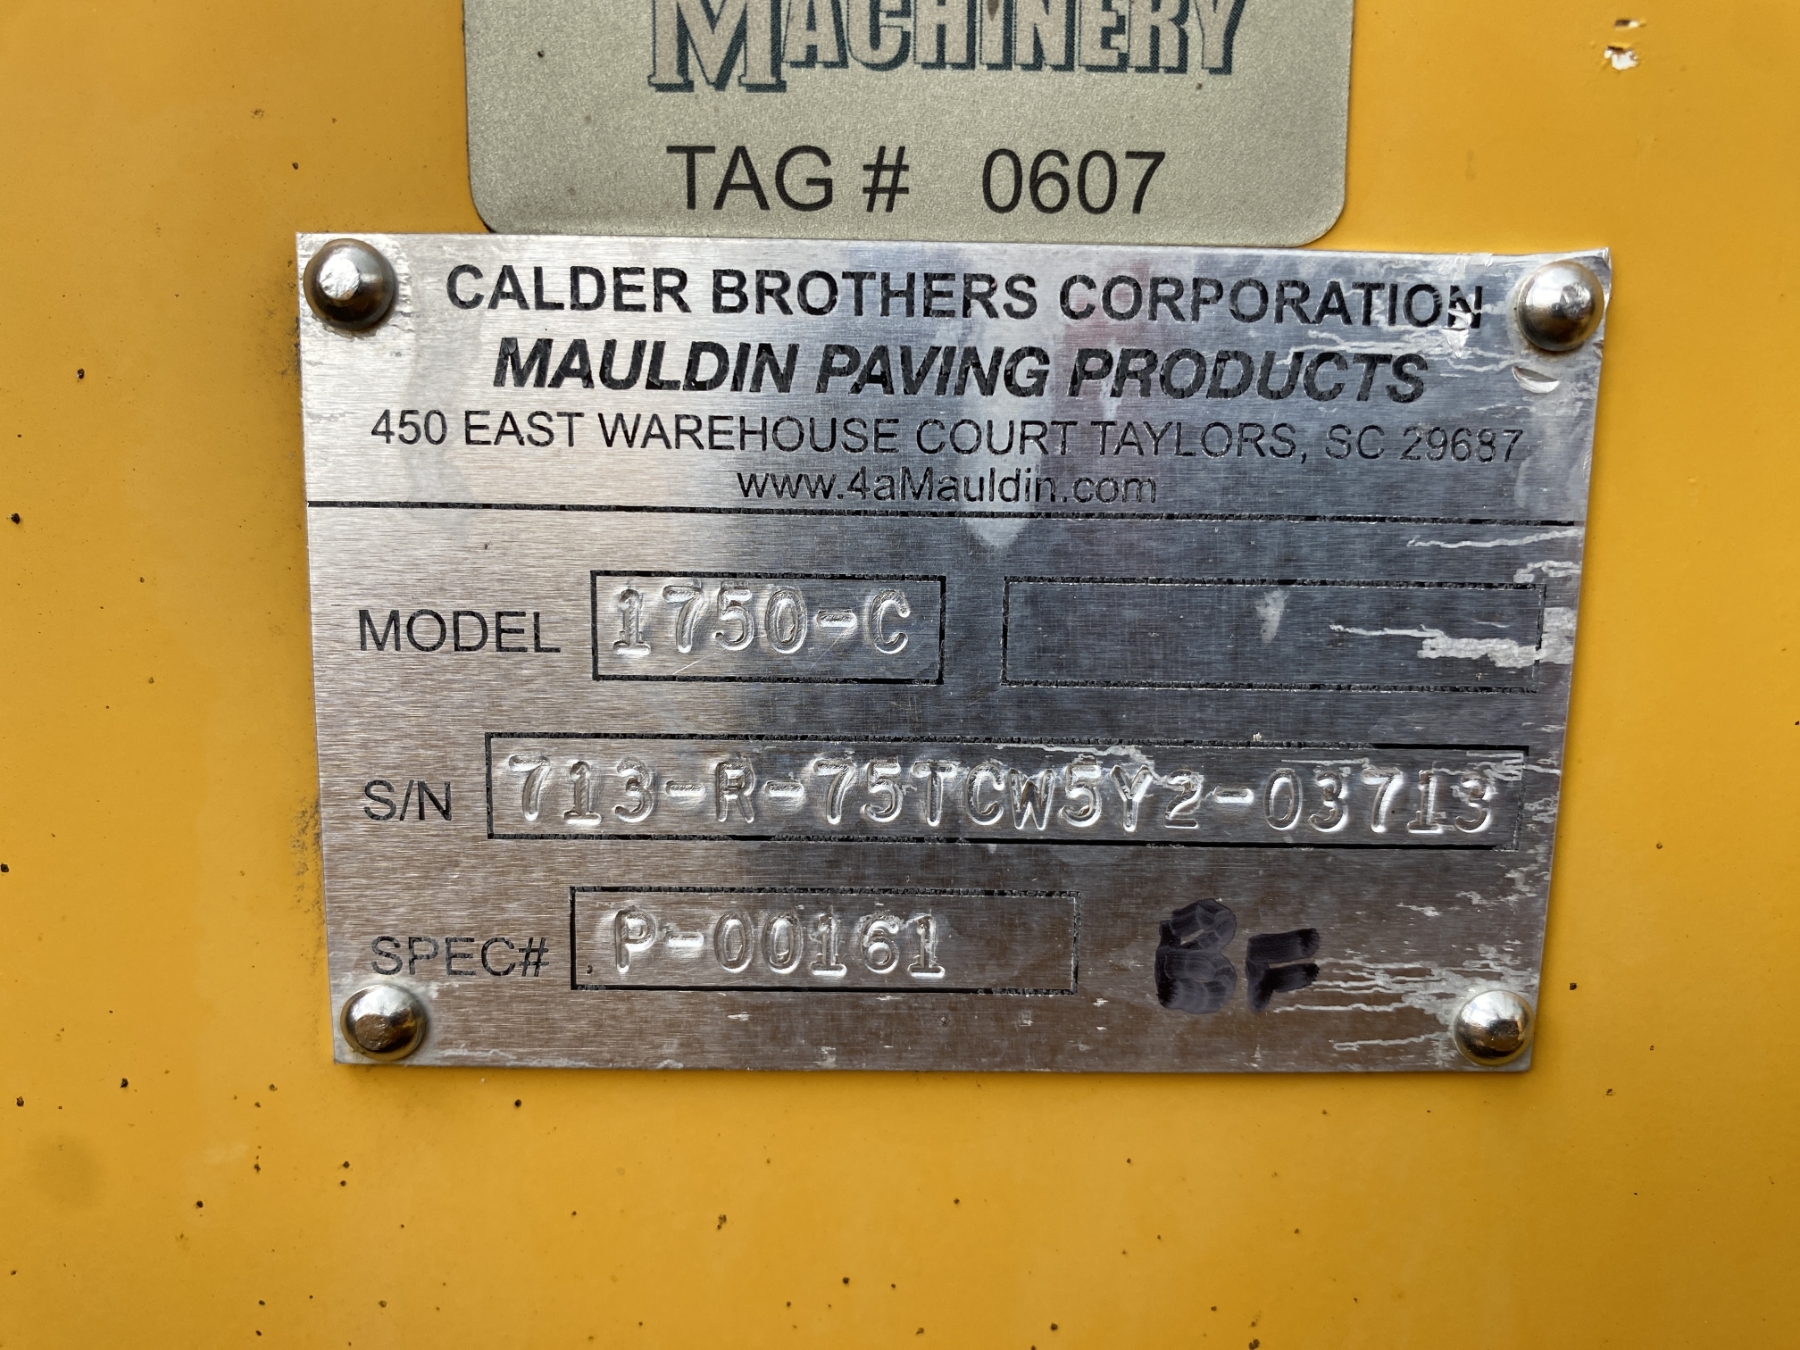 MACHINERY
TAG # 0607
CALDER BROTHERS CORPORATION
MAULDIN PAVING PRODUCTS
450 EAST WAREHOUSE COURT TAYLORS, SC 29687
www.4aMauldin.com
MODEL 1750-C
S/N 713-R-75TCW5Y2-03713
SPEC# P-00161
BF